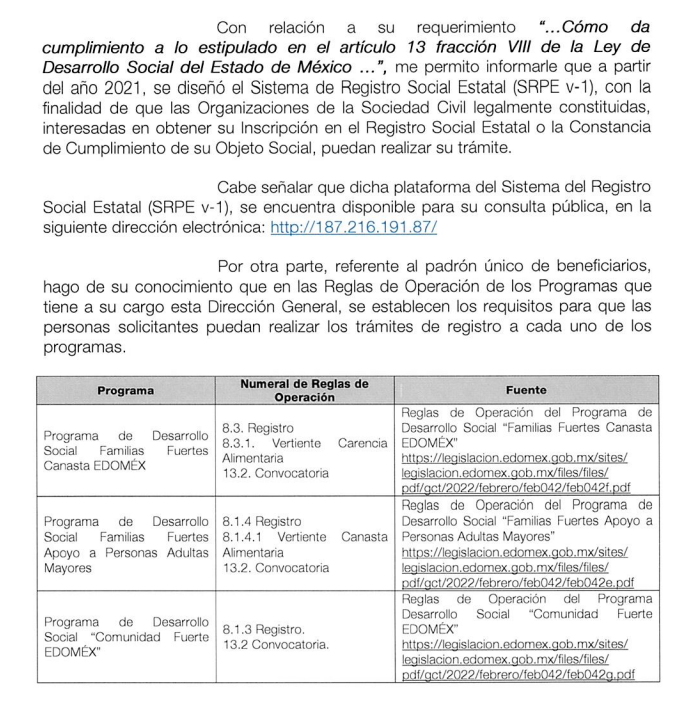 Con relación a su requerimiento "...Cómo da
cumplimiento a lo estipulado en el artículo 13 fracción VIII de la Ley de
Desarrollo Social del Estado de México ...", me permito informarle que a partir
del año 2021, se diseñó el Sistema de Registro Social Estatal (SRPE v-1), con la
finalidad de que las Organizaciones de la Sociedad Civil legalmente constituidas,
interesadas en obtener su Inscripción en el Registro Social Estatal o la Constancia
de Cumplimiento de su Objeto Social, puedan realizar su trámite.
Cabe señalar que dicha plataforma del Sistema del Registro
Social Estatal (SRPE v-1), se encuentra disponible para su consulta pública, en la
siguiente dirección electrónica: http://187.216.191.87/
Por otra parte, referente al padrón único de beneficiarios,
hago de su conocimiento que en las Reglas de Operación de los Programas que
tiene a su cargo esta Dirección General, se establecen los requisitos para que las
personas solicitantes puedan realizar los trámites de registro a cada uno de los
programas.
Programa
Numeral de Reglas de
Operación
Fuente
Programa de Desarrollo
Social Familias Fuertes
Canasta EDOMÉX
8.3. Registro
8.3.1. Vertiente Carencia
Alimentaria
13.2. Convocatoria
Reglas de Operación del Programa de
Desarrollo Social "Familias Fuertes Canasta
EDOMÉX"
https://legislacion.edomex.gob.mx/sites/
legislacion.edomex.gob.mx/files/files/
pdf/gct/2022/febrero/feb042/feb042f.pdf
Programa de Desarrollo
Social Familias Fuertes
Apoyo a Personas Adultas
Mayores
8.1.4 Registro
8.1.4.1 Vertiente Canasta
Alimentaria
13.2. Convocatoria
Reglas de Operación del Programa de
Desarrollo Social "Familias Fuertes Apoyo a
Personas Adultas Mayores"
https://legislacion.edomex.gob.mx/sites/
legislacion.edomex.gob.mx/files/files/
pdf/gct/2022/febrero/feb042/feb042e.pdf
Programa de Desarrollo
Social "Comunidad Fuerte
EDOMÉX"
8.1.3 Registro.
13.2 Convocatoria.
Reglas de Operación del Programa
Desarrollo Social "Comunidad Fuerte
EDOMÉX"
https://legislacion.edomex.gob.mx/sites/
legislacion.edomex.gob.mx/files/files/
pdf/gct/2022/febrero/feb042/feb042g.pdf